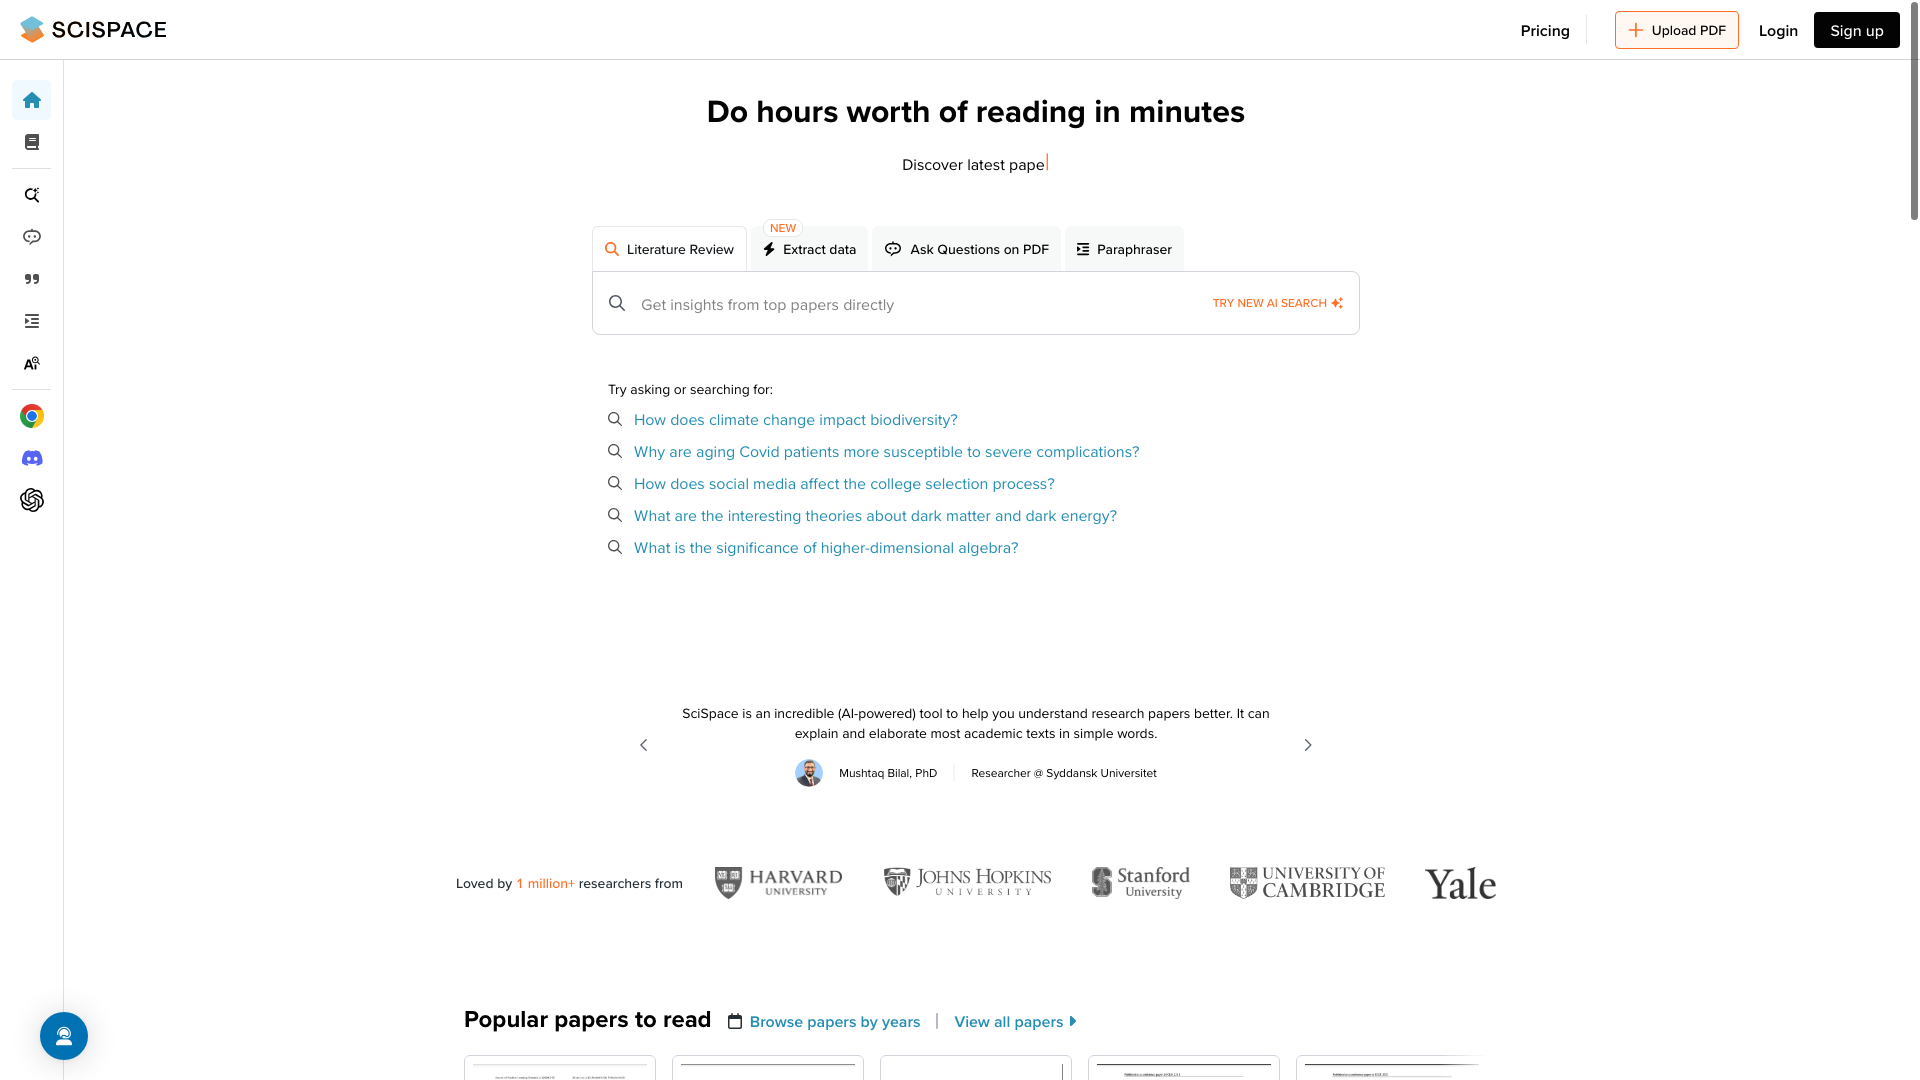 SCISPACE
Pricing
Upload PDF
Login
Sign up
Do hours worth of reading in minutes
Discover latest pape
NEW
Literature Review
Extract data
Ask Questions on PDF
Paraphraser
Get insights from top papers directly
TRY NEW AI SEARCH
Try asking or searching for:
How does climate change impact biodiversity?
Why are aging Covid patients more susceptible to severe complications?
How does social media affect the college selection process?
What are the interesting theories about dark matter and dark energy?
What is the significance of higher-dimensional algebra?
SciSpace is an incredible (AI-powered) tool to help you understand research papers better. It can
explain and elaborate most academic texts in simple words.
Mushtaq Bilal, PhD
Researcher @ Syddansk Universitet
Loved by 1 million+ researchers from
HARVARD
UNIVERSITY
JOHNS HOPKINS
UNIVERSITY
Stanford
University
UNIVERSITY OF
CAMBRIDGE
Yale
Popular papers to read
Browse papers by years
View all papers